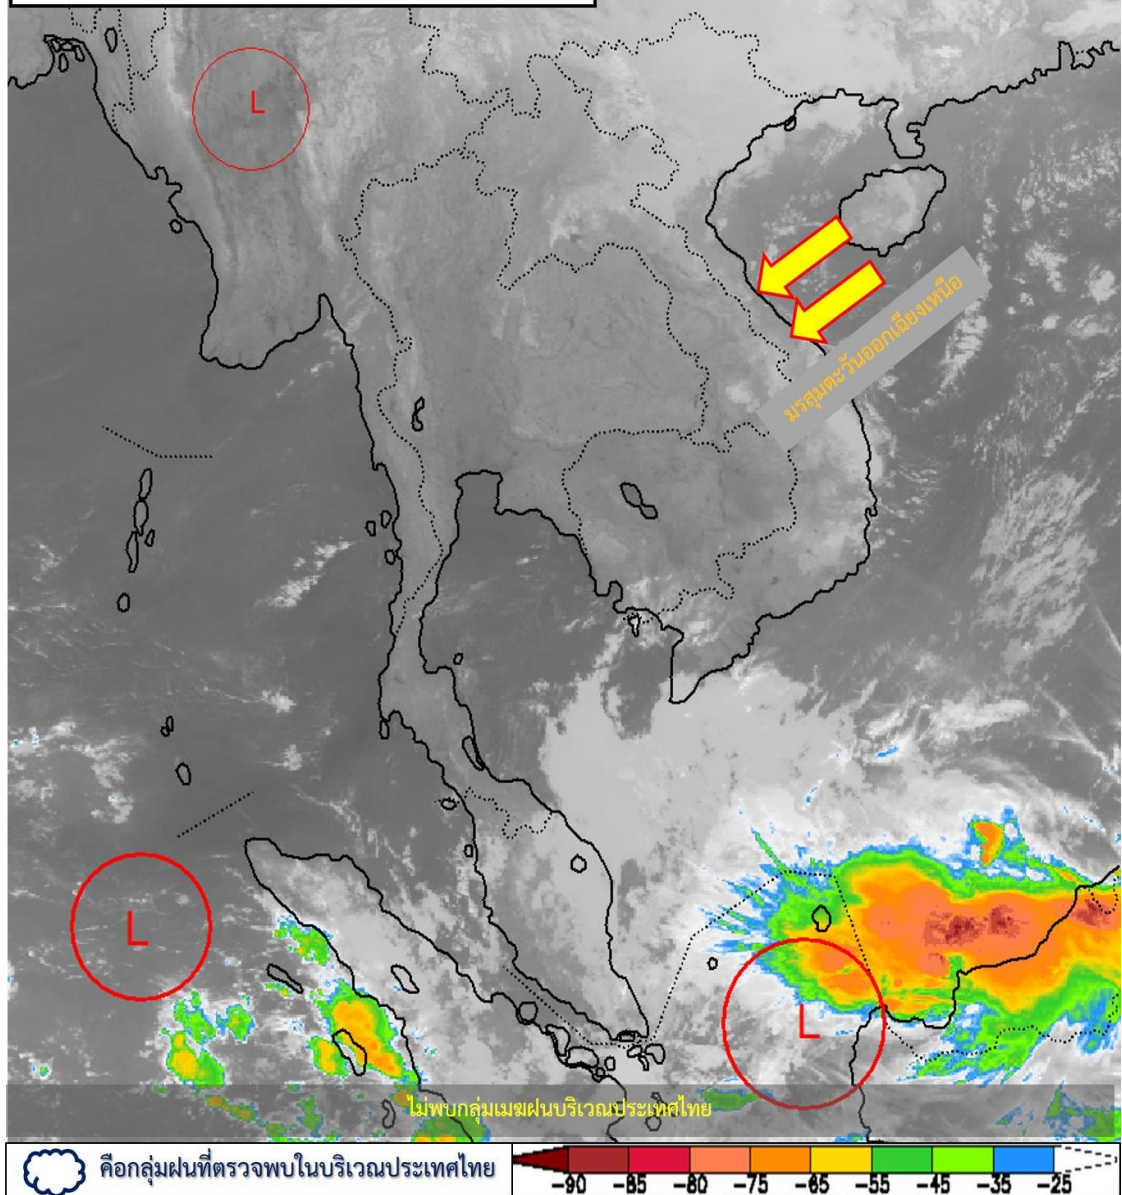 L
มรสุมตะวันออกเฉียงเหนือ
L
L
ไม่พบกลุ่มเมฆฝนบริเวณประเทศไทย
คือกลุ่มฝนที่ตรวจพบในบริเวณประเทศไทย
-90 -85 -80 -75 -65 -55 -45 -35 -25